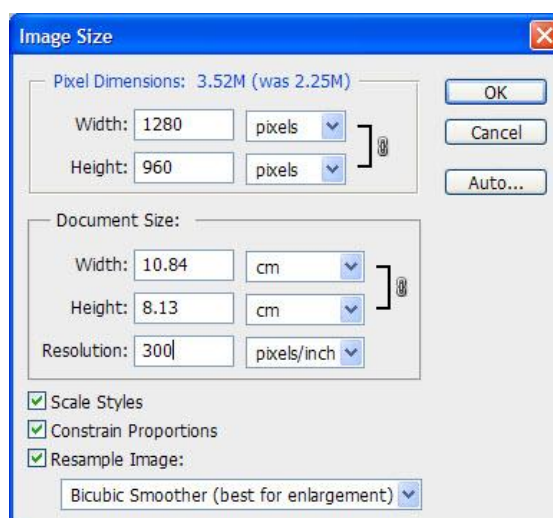 Image Size
Pixel Dimensions: 3.52M (was 2.25M)
OK
Width: 1280 pixels
Cancel
Height: 960 pixels
Auto...
Document Size:
Width: 10.84 cm
Height: 8.13 cm
Resolution: 300 pixels/inch
Scale Styles
Constrain Proportions
Resample Image:
Bicubic Smoother (best for enlargement)